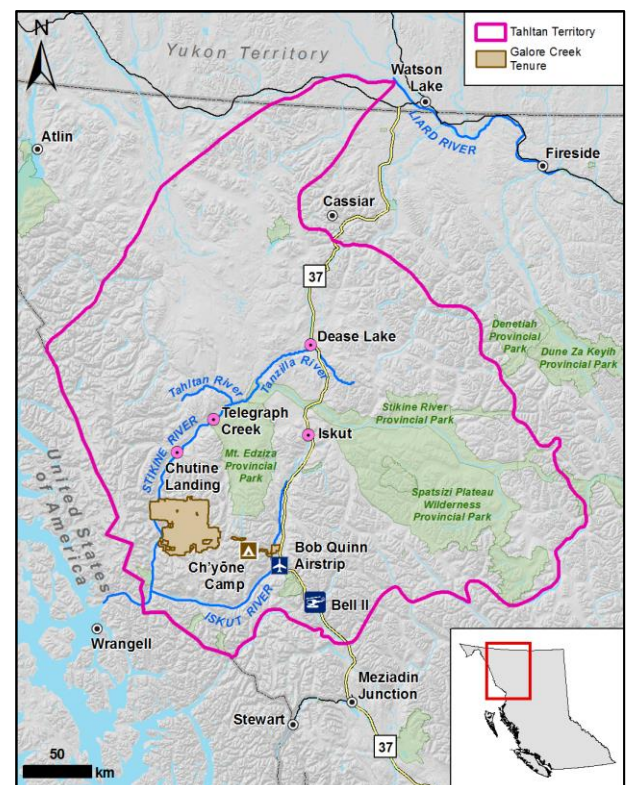 N
Yukon Territory
Tahltan Territory
Galore Creek
Tenure
Watson
Lake
LIARD RIVER
Atlin
Fireside
Cassiar
37
Denetiah
Provincial
Park
Dune Za Keyih
Provincial Park
Dease Lake
Tahltan River
Tanzilla River
Telegraph
Creek
Stikine River
Provincial Park
Iskut
STIKINE RIVER
Chutine
Landing
Mt. Edziza
Provincial
Park
Spatsizi Plateau
Wilderness
Provincial Park
United States
of America
Ch'yōne
Camp
Bob Quinn
Airstrip
ISKUT RIVER
Bell II
Wrangell
Meziadin
Junction
Stewart
37
50
km